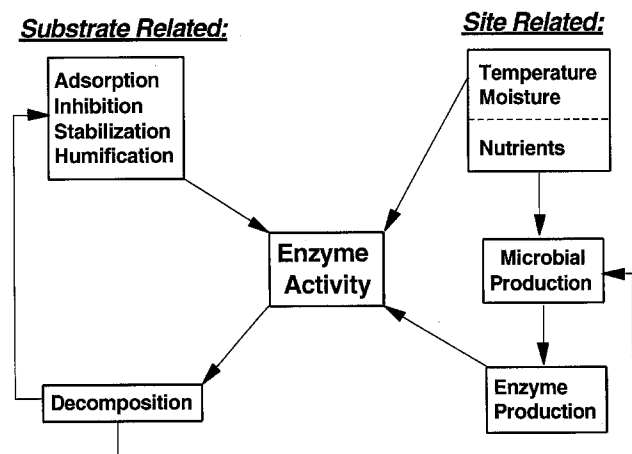 Substrate Related:
Adsorption
Inhibition
Stabilization
Humification
Site Related:
Temperature
Moisture
Nutrients
Enzyme
Activity
Microbial
Production
Decomposition
Enzyme
Production